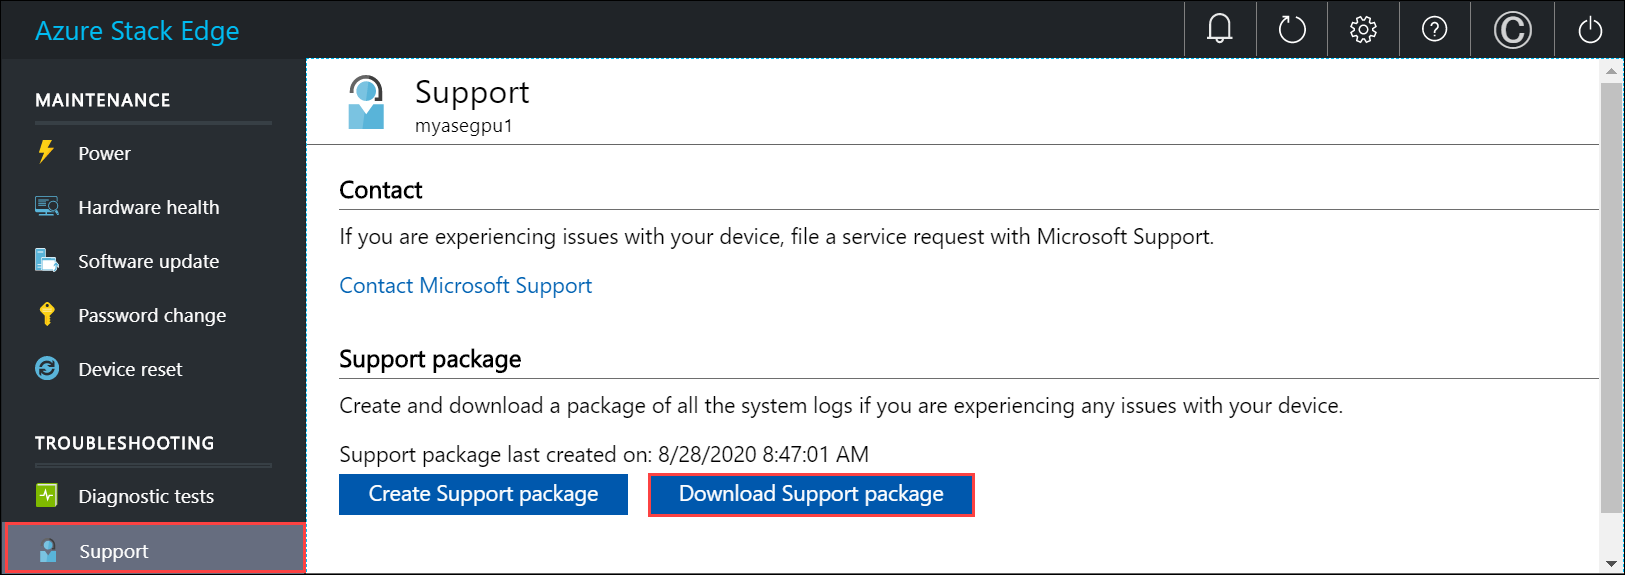 Azure Stack Edge
MAINTENANCE
Power
Hardware health
Software update
Password change
Device reset
TROUBLESHOOTING
Diagnostic tests
Support
Support
myasegpu1
Contact
If you are experiencing issues with your device, file a service request with Microsoft Support.
Contact Microsoft Support
Support package
Create and download a package of all the system logs if you are experiencing any issues with your device.
Support package last created on: 8/28/2020 8:47:01 AM
Create Support package
Download Support package